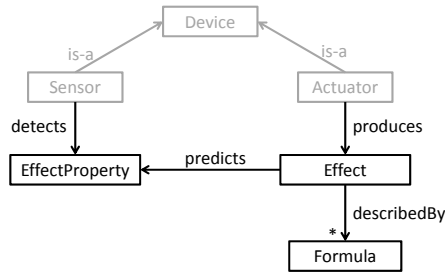 Device
is-a
is-a
Sensor
Actuator
detects
produces
EffectProperty
predicts
Effect
describedBy
*
Formula